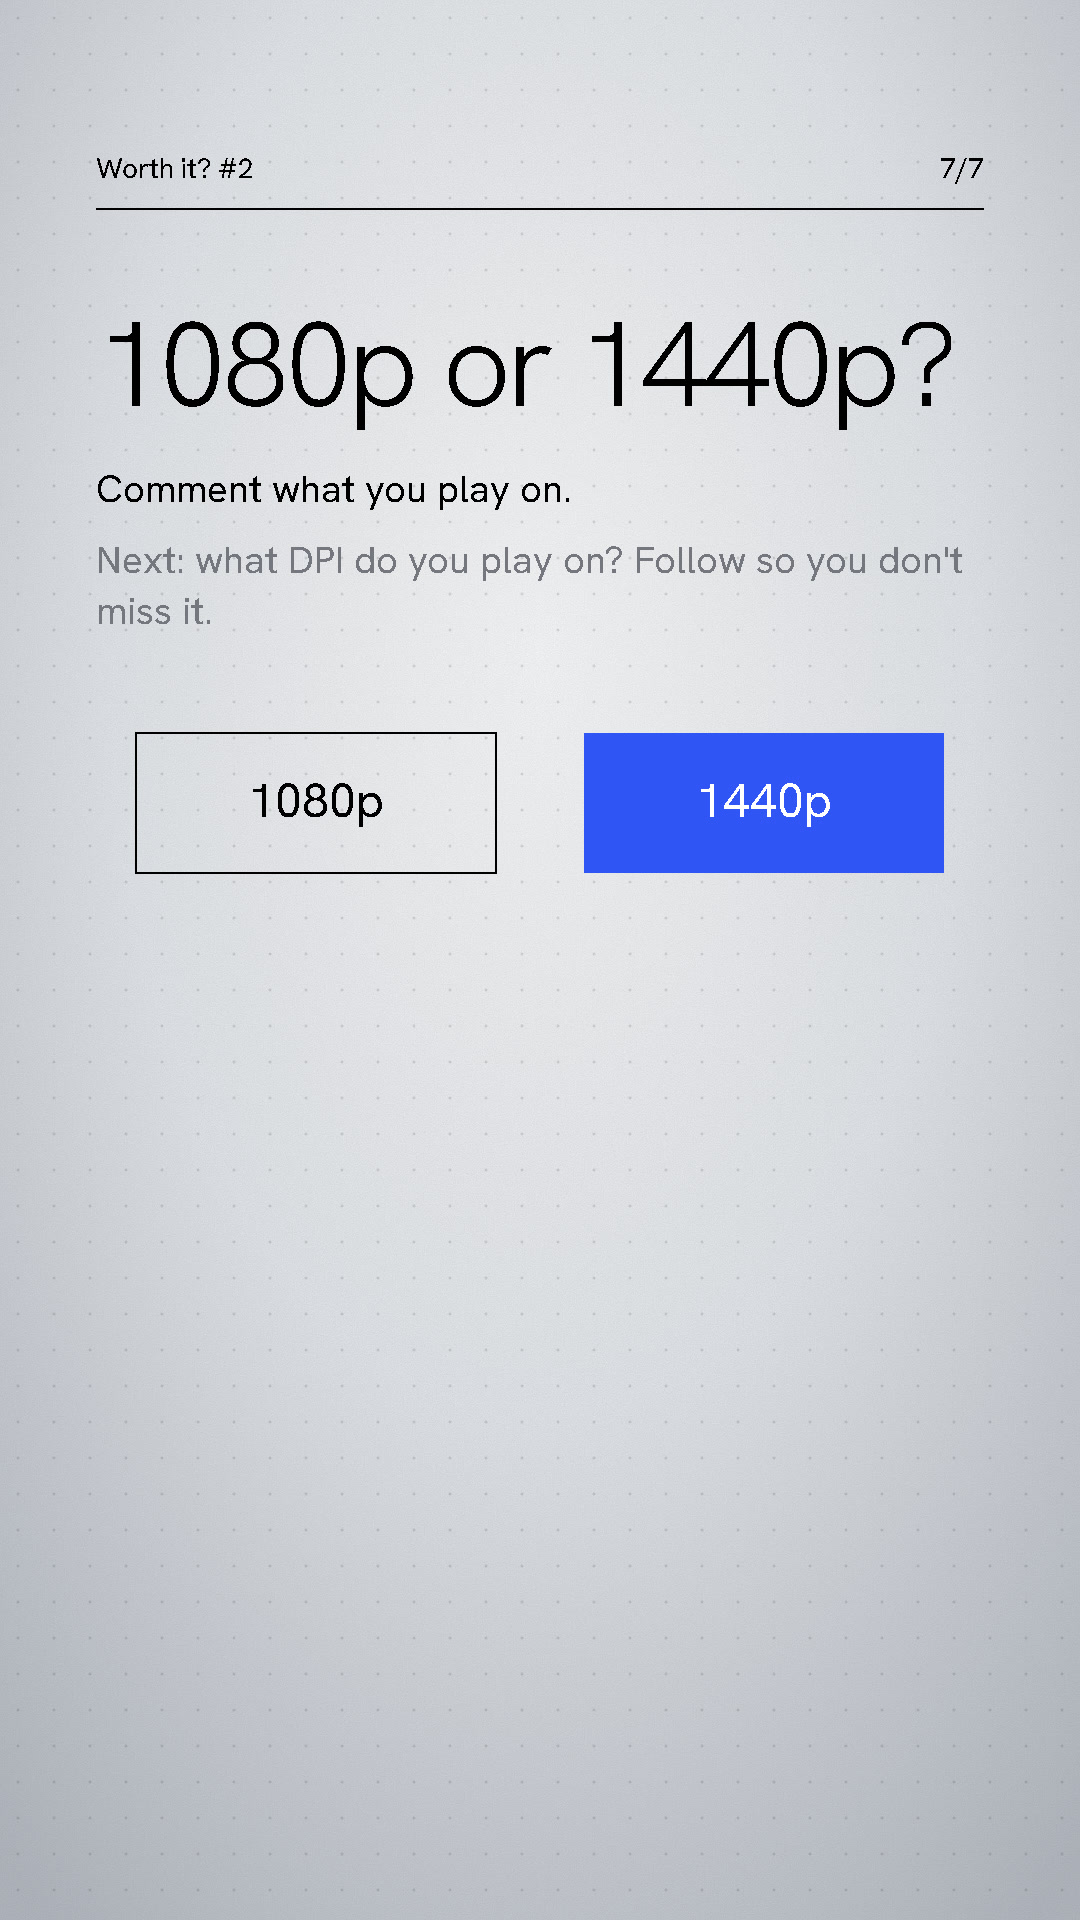 Worth it? #2
7/7
1080p or 1440p?
Comment what you play on.
Next: what DPI do you play on? Follow so you don't
miss it.
1080p
1440p